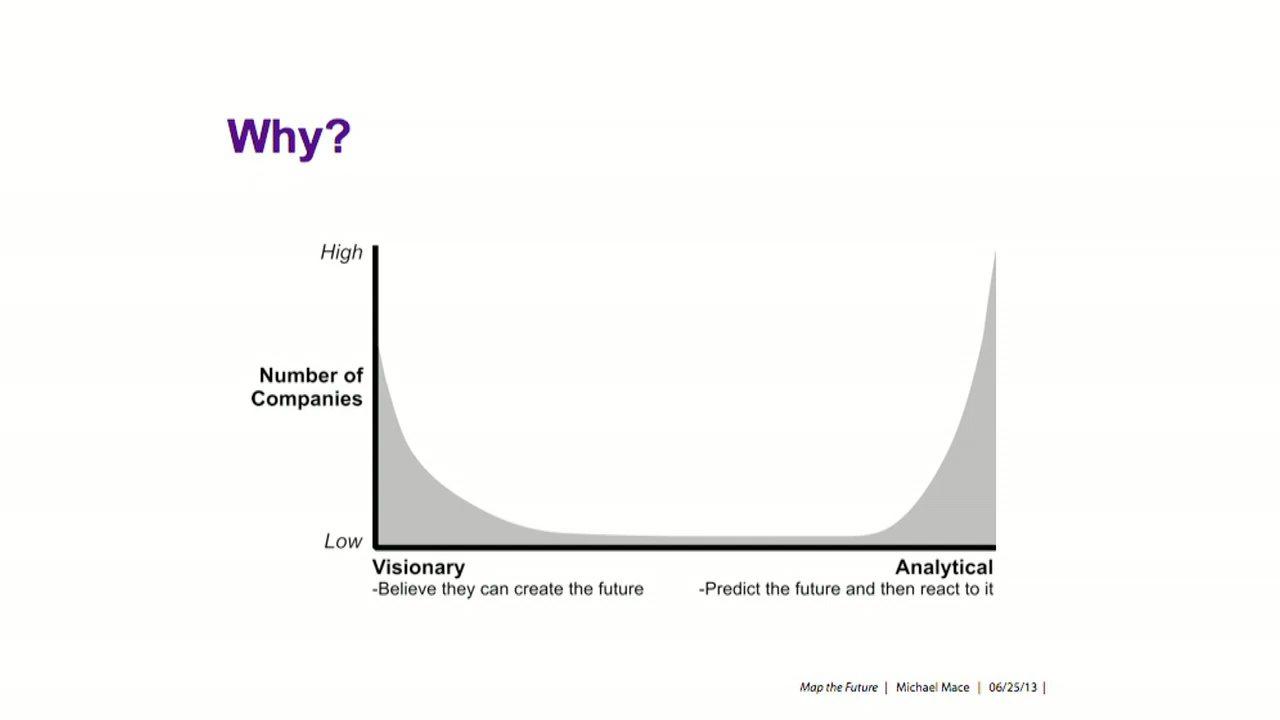 Why?
High
Number of
Companies
Low
Visionary
-Believe they can create the future
Analytical
-Predict the future and then react to it
Map the Future | Michael Mace | 06/25/13 |